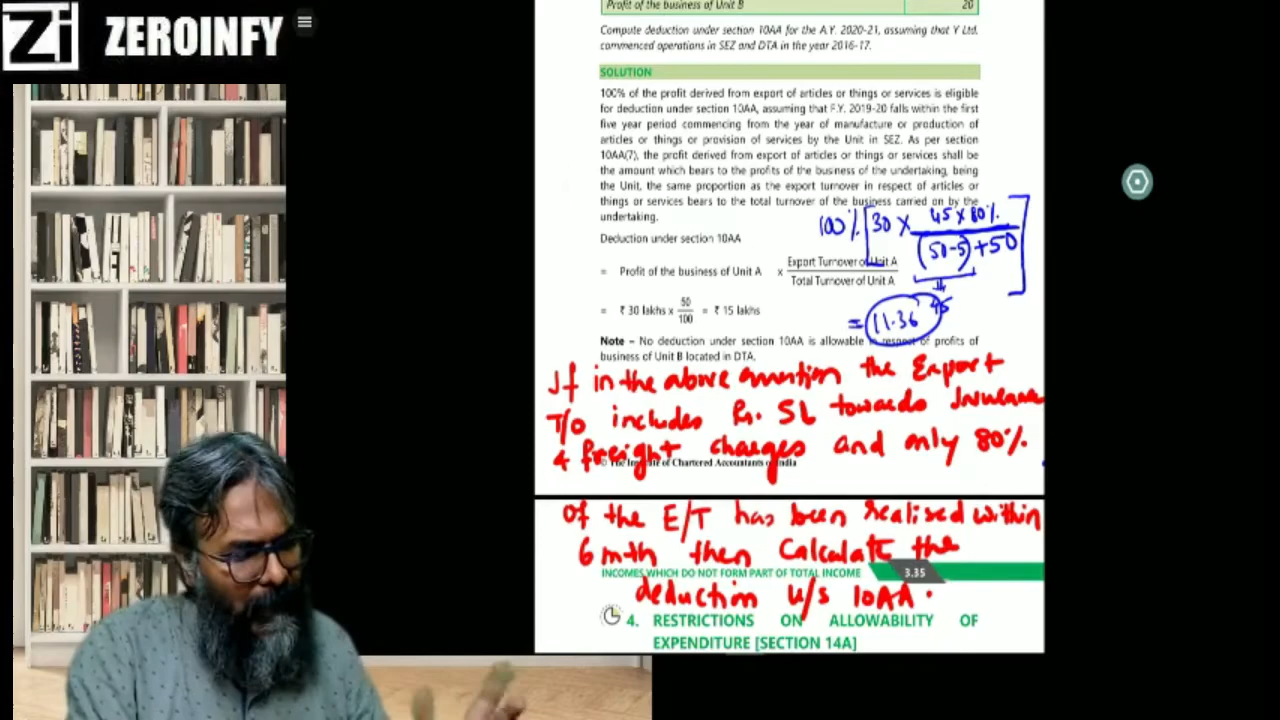 ZEROINFY
Profit of the business of Unit B 20
Compute deduction under section 10AA for the A.Y. 2020-21, assuming that Y Ltd.
commenced operations in SEZ and DTA in the year 2016-17.
SOLUTION
100% of the profit derived from export of articles or things or services is eligible
for deduction under section 10AA, assuming that F.Y. 2019-20 falls within the first
five year period commencing from the year of manufacture or production of
articles or things or provision of services by the Unit in SEZ. As per section
10AA(7), the profit derived from export of articles or things or services shall be
the amount which bears to the profits of the business of the undertaking, being
the Unit, the same proportion as the export turnover in respect of articles or
things or services bears to the total turnover of the business carried on by the
undertaking.
100% [30 × 45 × 80%
(50-5) + 50]
45
= 11.36
Deduction under section 10AA
= Profit of the business of Unit A × Export Turnover of Unit A
Total Turnover of Unit A
= ₹ 30 lakhs x 50/100 = ₹ 15 lakhs
Note – No deduction under section 10AA is allowable in respect of profits of
business of Unit B located in DTA.
If in the above question the Export
T/O includes Rs. 5L towards Insurance
& freight charges and only 80%
© The Institute of Chartered Accountants of India
of the E/T has been realised within
6 mth then Calculate the
INCOMES WHICH DO NOT FORM PART OF TOTAL INCOME 3.35
deduction u/s 10AA.
4. RESTRICTIONS ON ALLOWABILITY OF
EXPENDITURE [SECTION 14A]